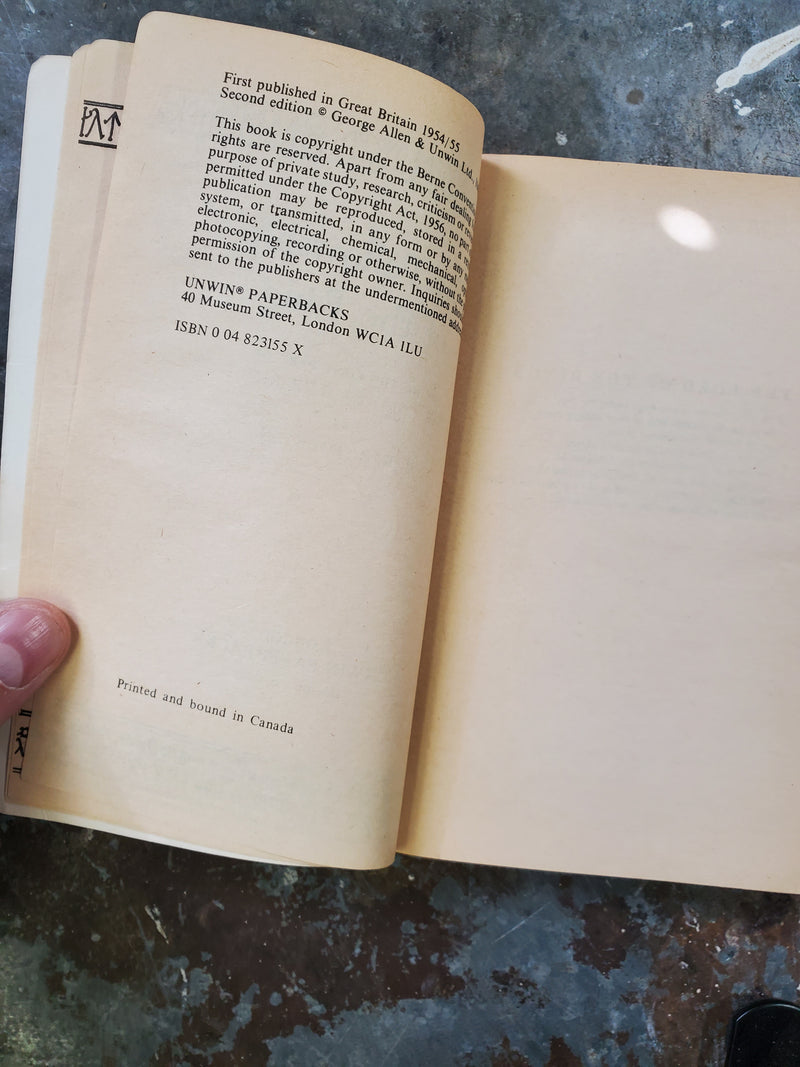 First published in Great Britain 1954/55
Second edition © George Allen & Unwin Ltd.,
This book is copyright under the Berne
rights are reserved. Apart from any fair dealing
purpose of private study, research, criticism or
permitted under the Copyright Act, 1956, no part
publication may be reproduced, stored in a
system, or transmitted, in any form or by any
electronic, electrical, chemical, mechanical,
photocopying, recording or otherwise, without the
permission of the copyright owner. Inquiries
sent to the publishers at the undermentioned
UNWIN® PAPERBACKS
40 Museum Street, London WC1A 1LU
ISBN 0 04 823155 X
Printed and bound in Canada